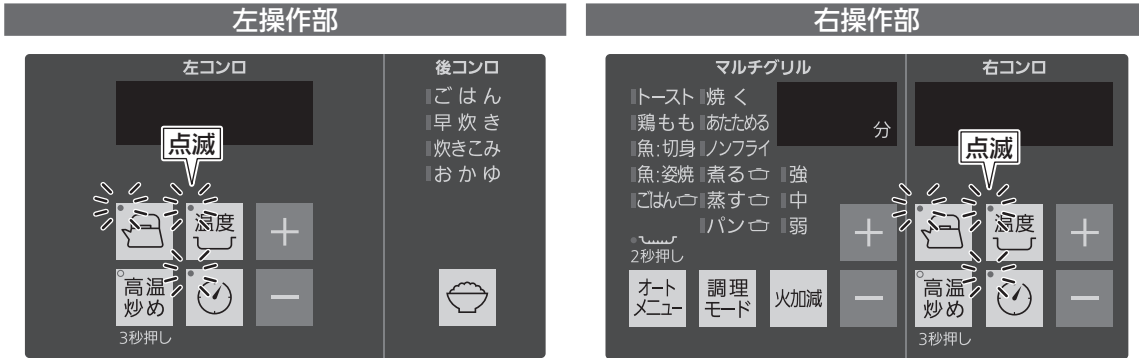 左操作部
左コンロ
点滅
温度
高温
炒め
3秒押し
後コンロ
ごはん
早炊き
炊きこみ
おかゆ
右操作部
マルチグリル
トースト 焼く
鶏もも あたためる
魚:切身 ノンフライ
魚:姿焼 煮る 強
ごはん 蒸す 中
パン 弱
分
2秒押し
オート
メニュー
調理
モード
火加減
右コンロ
点滅
温度
高温
炒め
3秒押し